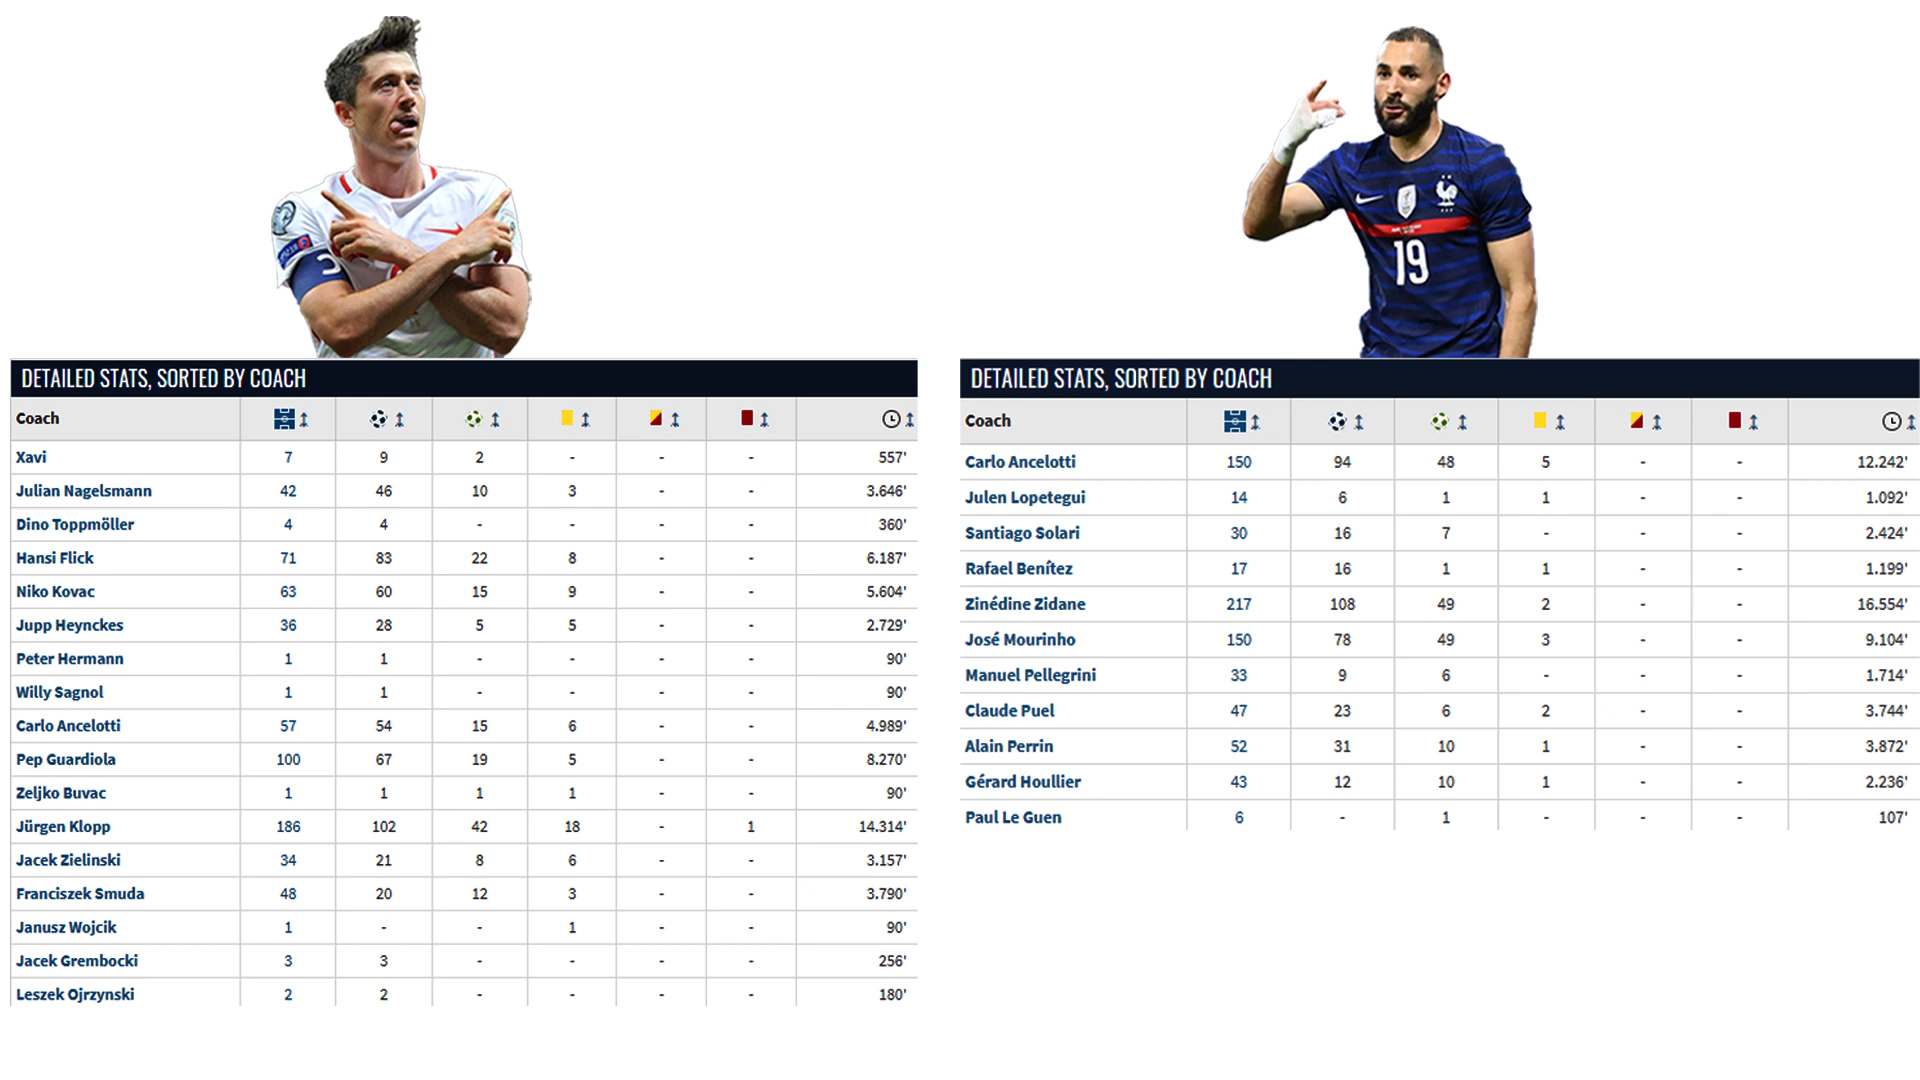 19
DETAILED STATS, SORTED BY COACH
Coach
Xavi 7 9 2 - - - 557'
Julian Nagelsmann 42 46 10 3 - - 3.646'
Dino Toppmöller 4 4 - - - - 360'
Hansi Flick 71 83 22 8 - - 6.187'
Niko Kovac 63 60 15 9 - - 5.604'
Jupp Heynckes 36 28 5 5 - - 2.729'
Peter Hermann 1 1 - - - - 90'
Willy Sagnol 1 1 - - - - 90'
Carlo Ancelotti 57 54 15 6 - - 4.989'
Pep Guardiola 100 67 19 5 - - 8.270'
Zeljko Buvac 1 1 1 1 - - 90'
Jürgen Klopp 186 102 42 18 - 1 14.314'
Jacek Zielinski 34 21 8 6 - - 3.157'
Franciszek Smuda 48 20 12 3 - - 3.790'
Janusz Wojcik 1 - - 1 - - 90'
Jacek Grembocki 3 3 - - - - 256'
Leszek Ojrzynski 2 2 - - - - 180'
DETAILED STATS, SORTED BY COACH
Coach
Carlo Ancelotti 150 94 48 5 - - 12.242'
Julen Lopetegui 14 6 1 1 - - 1.092'
Santiago Solari 30 16 7 - - - 2.424'
Rafael Benítez 17 16 1 1 - - 1.199'
Zinédine Zidane 217 108 49 2 - - 16.554'
José Mourinho 150 78 49 3 - - 9.104'
Manuel Pellegrini 33 9 6 - - - 1.714'
Claude Puel 47 23 6 2 - - 3.744'
Alain Perrin 52 31 10 1 - - 3.872'
Gérard Houllier 43 12 10 1 - - 2.236'
Paul Le Guen 6 - 1 - - - 107'